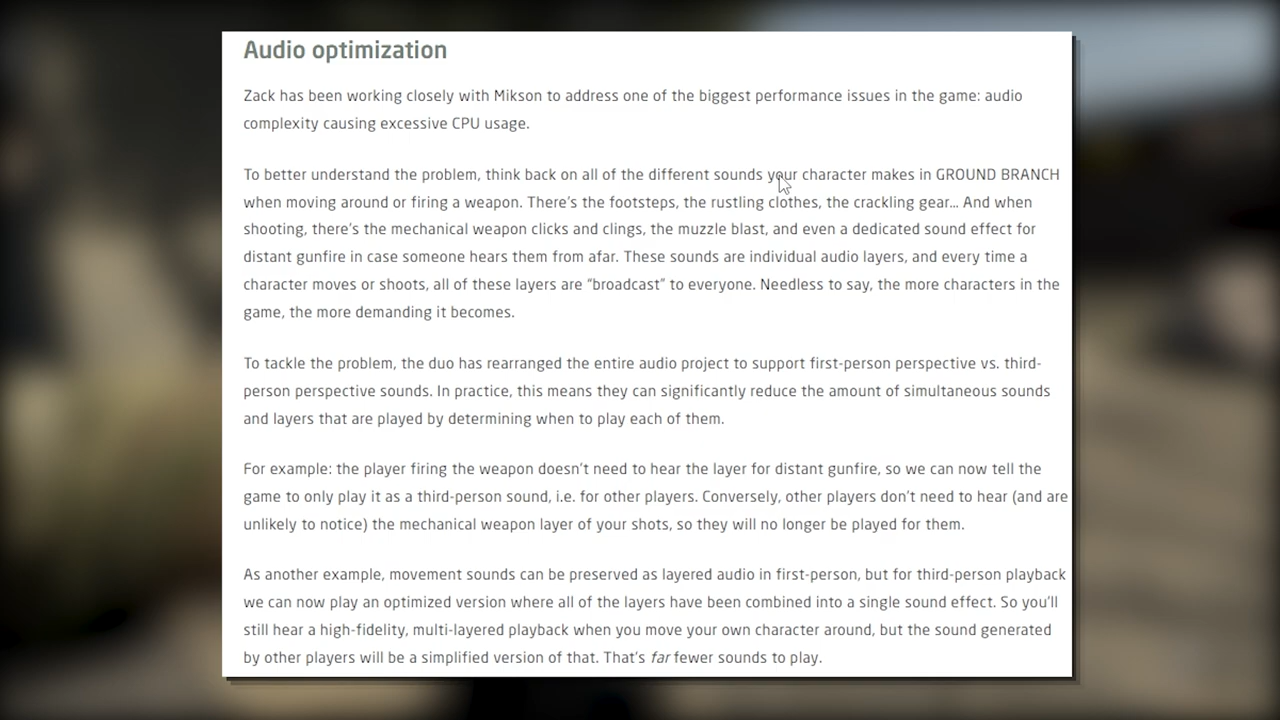 Audio optimization
Zack has been working closely with Mikson to address one of the biggest performance issues in the game: audio
complexity causing excessive CPU usage.
To better understand the problem, think back on all of the different sounds your character makes in GROUND BRANCH
when moving around or firing a weapon. There's the footsteps, the rustling clothes, the crackling gear... And when
shooting, there's the mechanical weapon clicks and clings, the muzzle blast, and even a dedicated sound effect for
distant gunfire in case someone hears them from afar. These sounds are individual audio layers, and every time a
character moves or shoots, all of these layers are "broadcast" to everyone. Needless to say, the more characters in the
game, the more demanding it becomes.
To tackle the problem, the duo has rearranged the entire audio project to support first-person perspective vs. third-
person perspective sounds. In practice, this means they can significantly reduce the amount of simultaneous sounds
and layers that are played by determining when to play each of them.
For example: the player firing the weapon doesn't need to hear the layer for distant gunfire, so we can now tell the
game to only play it as a third-person sound, i.e. for other players. Conversely, other players don't need to hear (and are
unlikely to notice) the mechanical weapon layer of your shots, so they will no longer be played for them.
As another example, movement sounds can be preserved as layered audio in first-person, but for third-person playback
we can now play an optimized version where all of the layers have been combined into a single sound effect. So you'll
still hear a high-fidelity, multi-layered playback when you move your own character around, but the sound generated
by other players will be a simplified version of that. That's far fewer sounds to play.